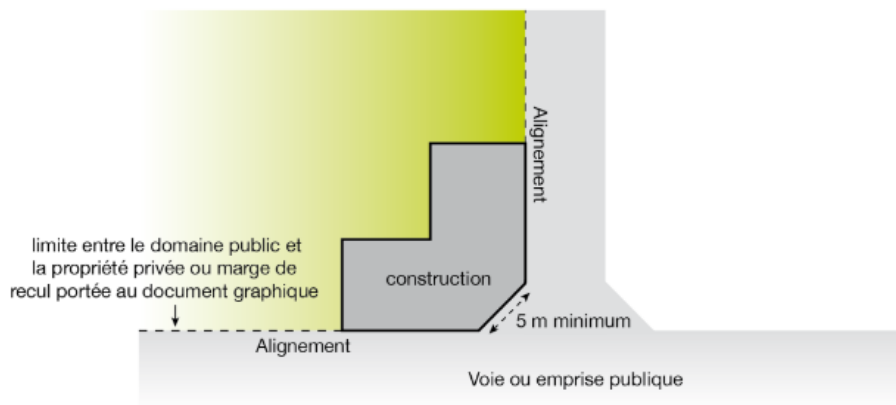 Alignement
limite entre le domaine public et
la propriété privée ou marge de
recul portée au document graphique
construction
5 m minimum
Alignement
Voie ou emprise publique